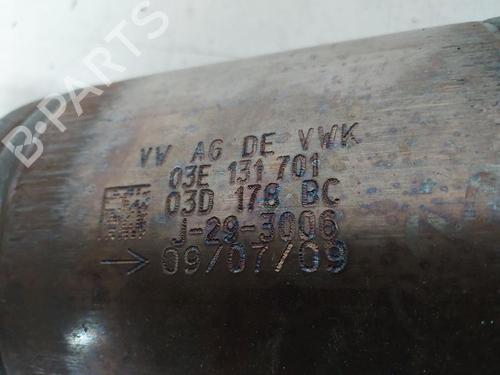 B-PARTS
VW AG DE VWK
03E 131 701
03D 178 BC
J-29-3006
→ 09/07/09